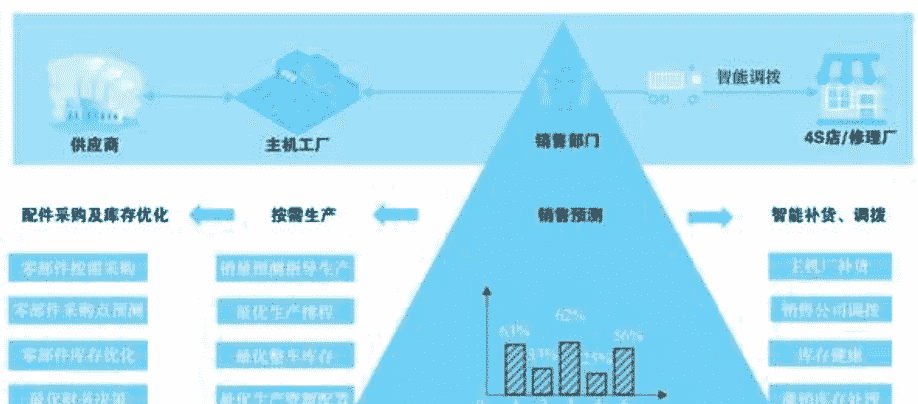 智能调拨
供应商
主机工厂
销售部门
4S店/修理厂
配件采购及库存优化
按需生产
销售预测
智能补货、调拨
零部件按需采购
销量预测指导生产
主机厂补货
零部件采购点预测
最优生产排程
销售公司调拨
零部件库存优化
最优整车库存
库存健康
62%